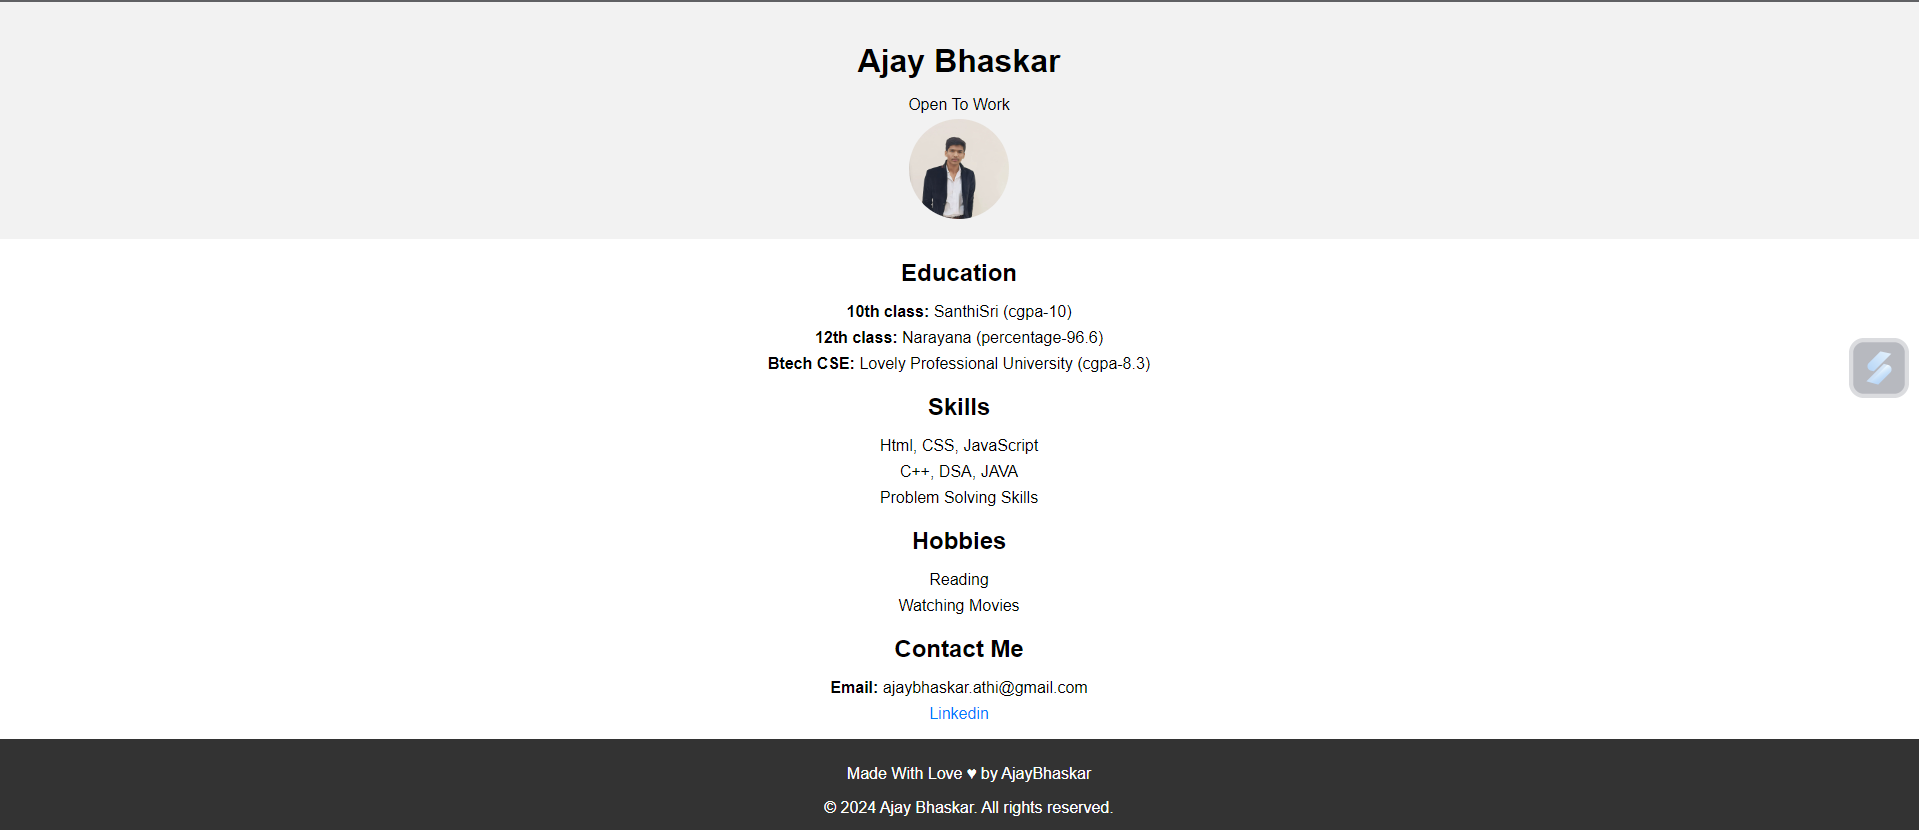 Ajay Bhaskar
Open To Work
Education
10th class: SanthiSri (cgpa-10)
12th class: Narayana (percentage-96.6)
Btech CSE: Lovely Professional University (cgpa-8.3)
Skills
Html, CSS, JavaScript
C++, DSA, JAVA
Problem Solving Skills
Hobbies
Reading
Watching Movies
Contact Me
Email: ajaybhaskar.athi@gmail.com
Linkedin
Made With Love ♥ by AjayBhaskar
© 2024 Ajay Bhaskar. All rights reserved.